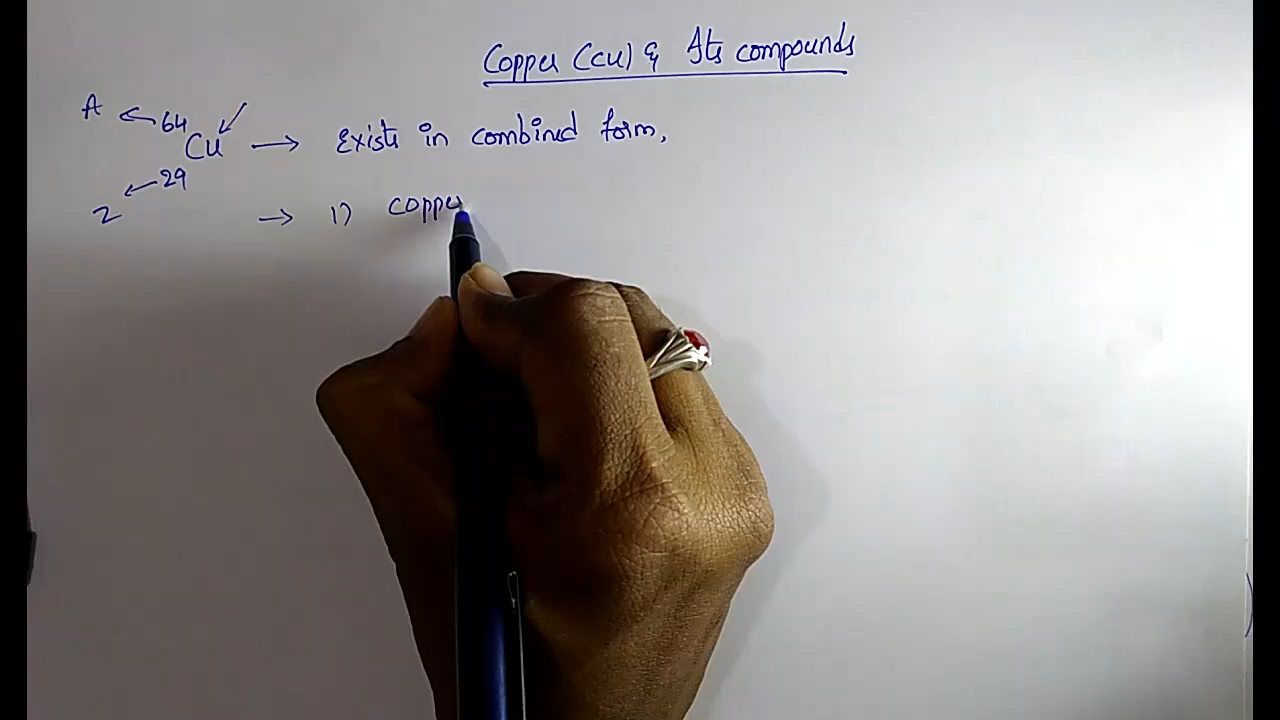 Copper (Cu) & Its compounds
A ← 64
Cu → Exists in combined form,
Z ← 29
→ 1) Coppe